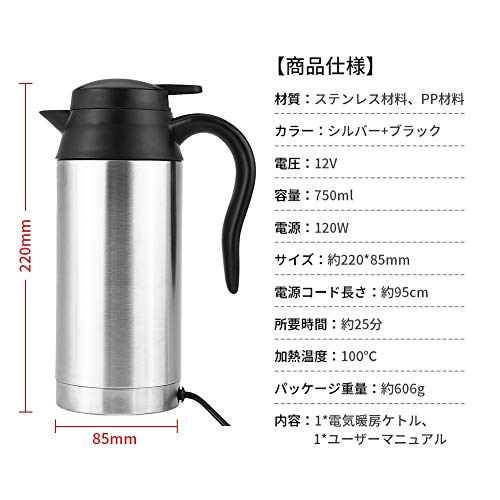 【商品仕様】
材質：ステンレス材料、PP材料
カラー：シルバー+ブラック
電圧：12V
容量：750ml
電源：120W
サイズ：約220*85mm
電源コード長さ：約95cm
所要時間：約25分
加熱温度：100℃
パッケージ重量：約606g
内容：1*電気暖房ケトル、
1*ユーザーマニュアル
220mm
85mm